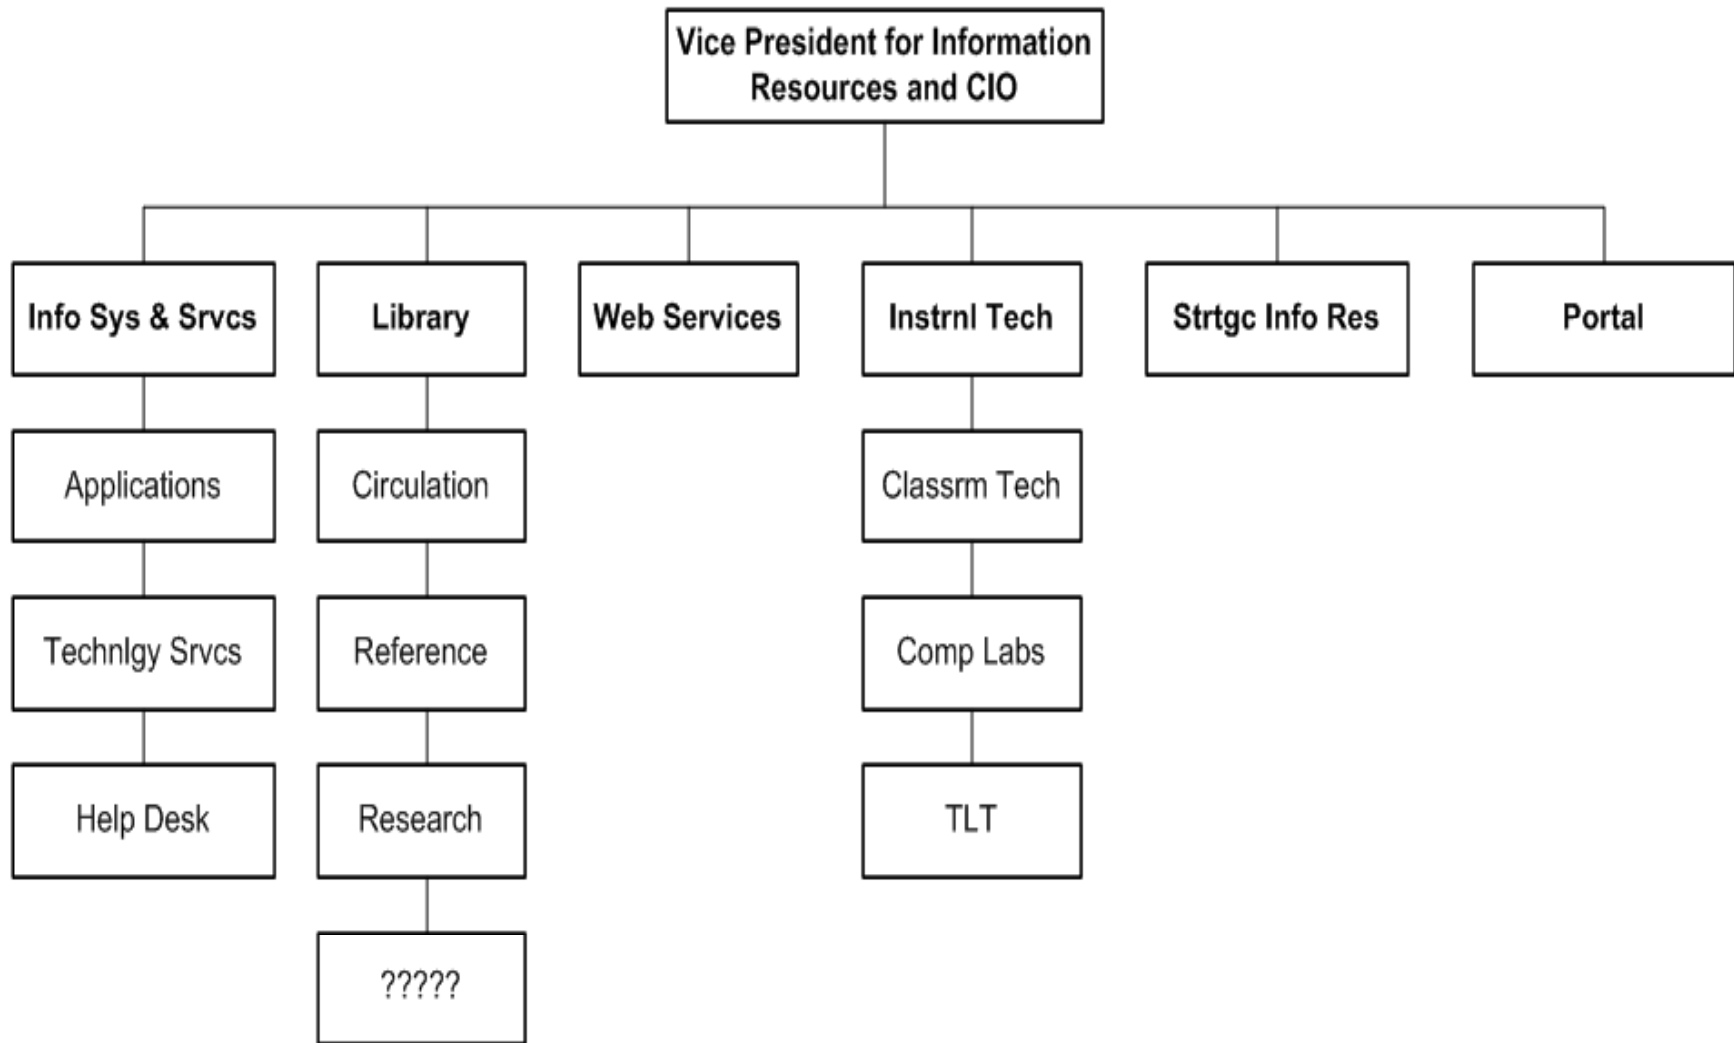 Vice President for Information
Resources and CIO
Info Sys & Srvcs
Library
Web Services
Instrnl Tech
Strtgc Info Res
Portal
Applications
Circulation
Classrm Tech
Technlgy Srvcs
Reference
Comp Labs
Help Desk
Research
TLT
?????